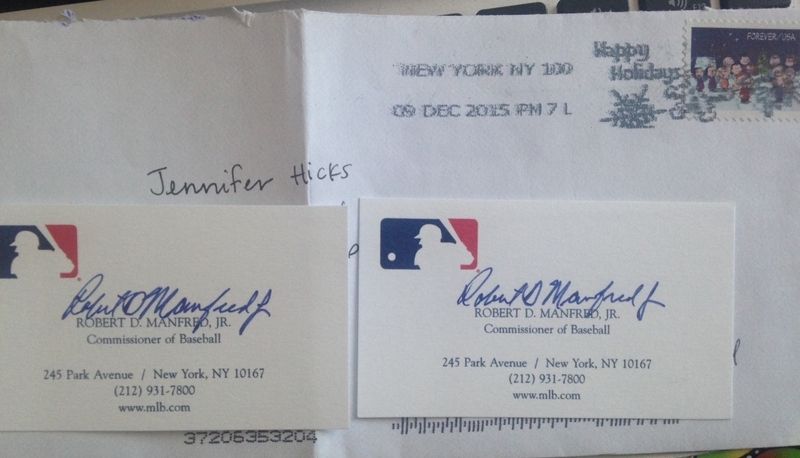 FOREVER/USA
Happy
Holidays
NEW YORK NY 100
09 DEC 2015 PM 7 L
Jennifer Hicks
Robert D Manfred Jr
ROBERT D. MANFRED, JR.
Commissioner of Baseball
245 Park Avenue / New York, NY 10167
(212) 931-7800
www.mlb.com
Robert D Manfred Jr
ROBERT D. MANFRED, JR.
Commissioner of Baseball
245 Park Avenue / New York, NY 10167
(212) 931-7800
www.mlb.com
37206353204